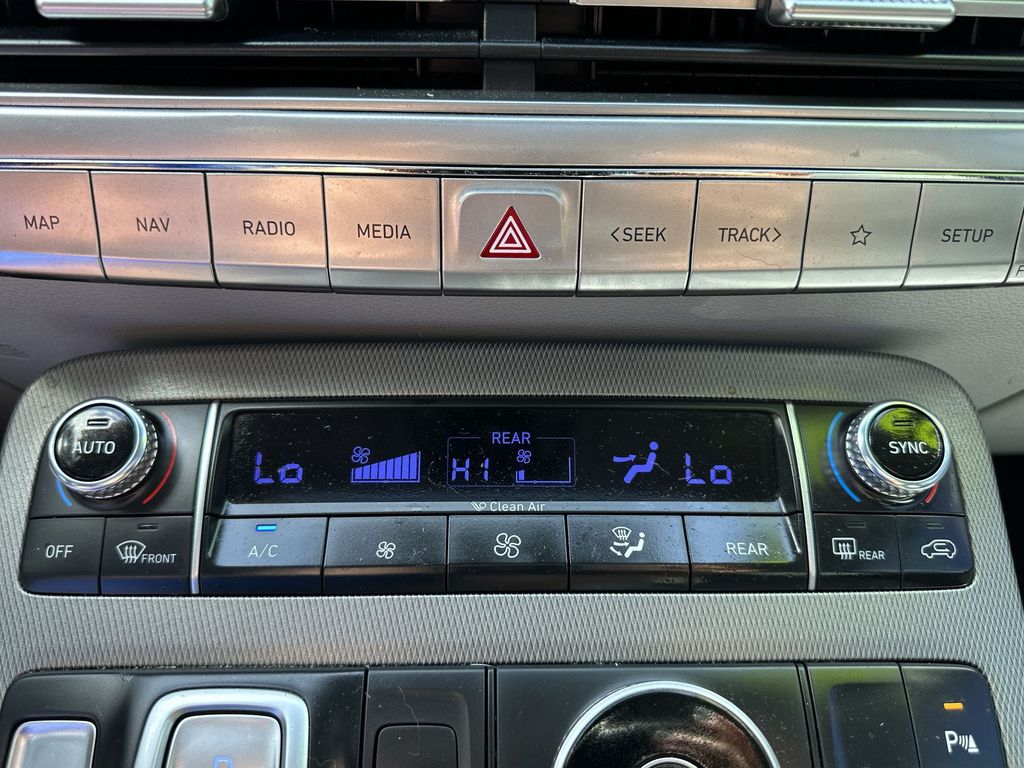 MAP NAV RADIO MEDIA <SEEK TRACK> SETUP
AUTO
SYNC
REAR
Lo
HI
Lo
Clean Air
OFF FRONT A/C REAR REAR
P
P